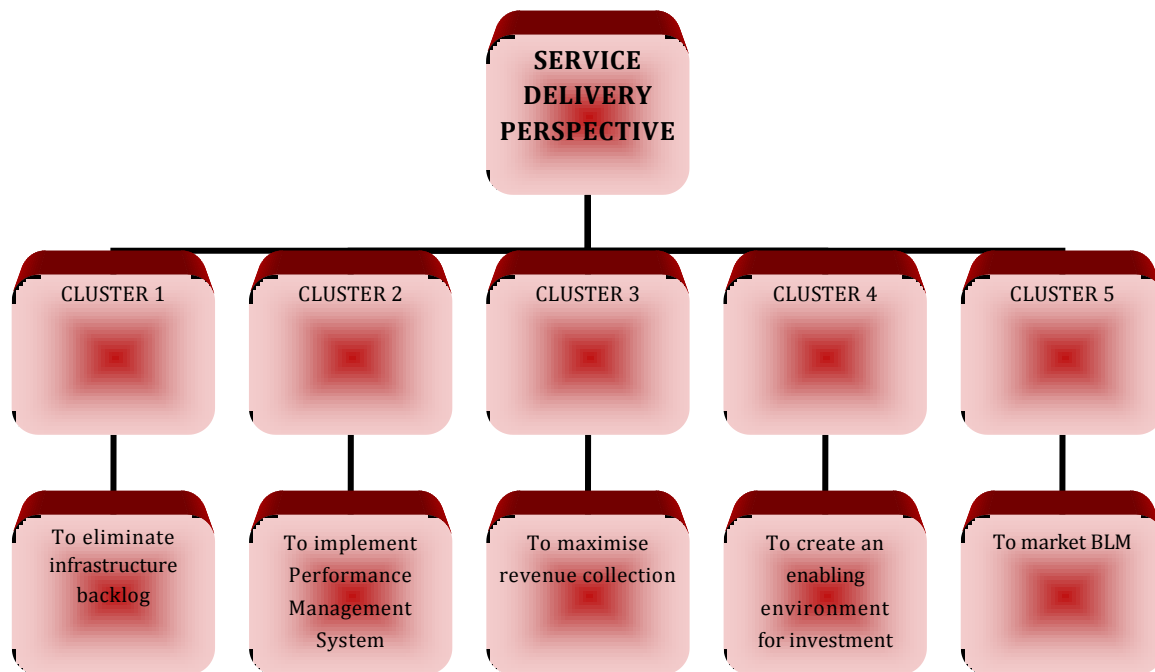 SERVICE
DELIVERY
PERSPECTIVE
CLUSTER 1
CLUSTER 2
CLUSTER 3
CLUSTER 4
CLUSTER 5
To eliminate
infrastructure
backlog
To implement
Performance
Management
System
To maximise
revenue collection
To create an
enabling
environment
for investment
To market BLM